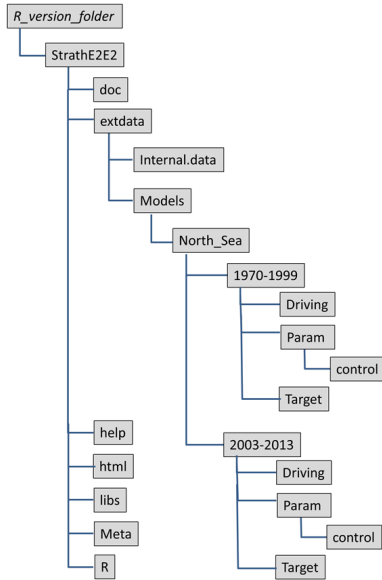 R_version_folder
StrathE2E2
doc
extdata
Internal.data
Models
North_Sea
1970-1999
Driving
Param
control
Target
help
2003-2013
html
Driving
libs
Param
Meta
control
R
Target